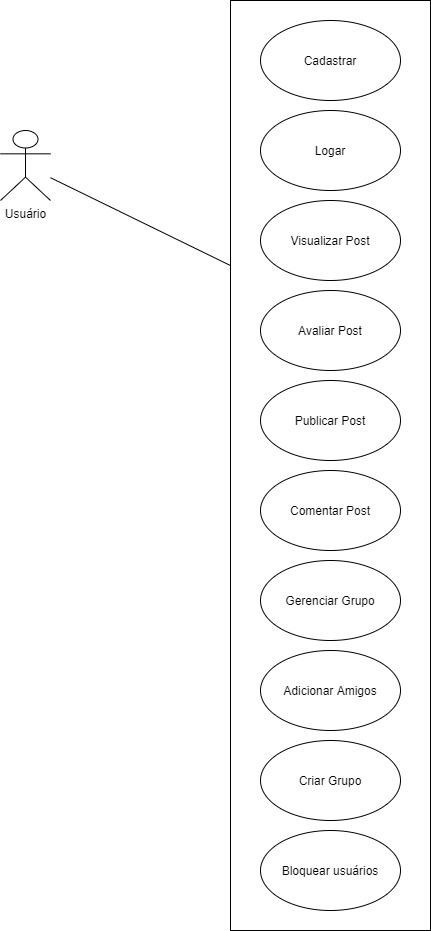 Cadastrar
Logar
Usuário
Visualizar Post
Avaliar Post
Publicar Post
Comentar Post
Gerenciar Grupo
Adicionar Amigos
Criar Grupo
Bloquear usuários